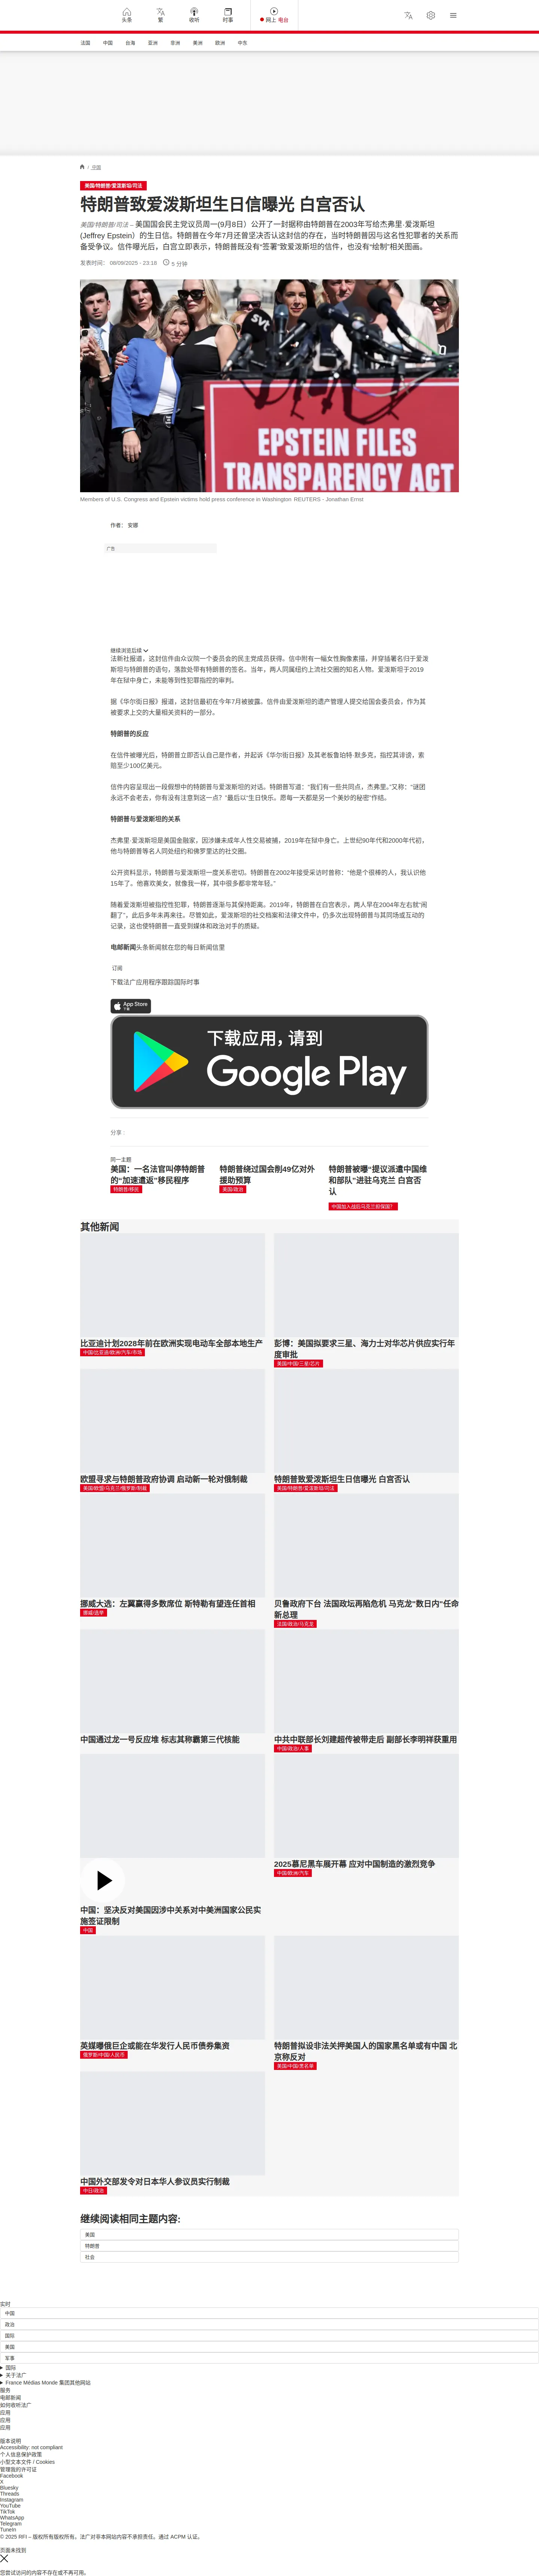 头条
繁
收听
时事
网上 电台
法国
中国
台海
亚洲
非洲
美洲
欧洲
中东
/ 中国
美国/特朗普/爱泼斯坦/司法
特朗普致爱泼斯坦生日信曝光 白宫否认
美国/特朗普/司法 – 美国国会民主党议员周一(9月8日）公开了一封据称由特朗普在2003年写给杰弗里·爱泼斯坦
(Jeffrey Epstein）的生日信。特朗普在今年7月还曾坚决否认这封信的存在，当时特朗普因与这名性犯罪者的关系而
备受争议。信件曝光后，白宫立即表示，特朗普既没有“签署”致爱泼斯坦的信件，也没有“绘制”相关图画。
发表时间： 08/09/2025 - 23:18
5 分钟
svt
EPSTEIN FILES
TRANSPARENCY ACT
Members of U.S. Congress and Epstein victims hold press conference in Washington REUTERS - Jonathan Ernst
作者： 安娜
广告
继续浏览后续
法新社报道，这封信件由众议院一个委员会的民主党成员获得。信中附有一幅女性胸像素描，并穿插署名归于爱泼
斯坦与特朗普的语句，落款处带有特朗普的签名。当年，两人同属纽约上流社交圈的知名人物。爱泼斯坦于2019
年在狱中身亡，未能等到性犯罪指控的审判。
据《华尔街日报》报道，这封信最初在今年7月被披露。信件由爱泼斯坦的遗产管理人提交给国会委员会，作为其
被要求上交的大量相关资料的一部分。
特朗普的反应
在信件被曝光后，特朗普立即否认自己是作者，并起诉《华尔街日报》及其老板鲁珀特·默多克，指控其诽谤，索
赔至少100亿美元。
信件内容呈现出一段假想中的特朗普与爱泼斯坦的对话。特朗普写道：“我们有一些共同点，杰弗里。”又称：“谜团
永远不会老去，你有没有注意到这一点？”最后以“生日快乐。愿每一天都是另一个美妙的秘密”作结。
特朗普与爱泼斯坦的关系
杰弗里·爱泼斯坦是美国金融家，因涉嫌未成年人性交易被捕，2019年在狱中身亡。上世纪90年代和2000年代初，
他与特朗普等名人同处纽约和佛罗里达的社交圈。
公开资料显示，特朗普与爱泼斯坦一度关系密切。特朗普在2002年接受采访时曾称：“他是个很棒的人，我认识他
15年了。他喜欢美女，就像我一样，其中很多都非常年轻。”
随着爱泼斯坦被指控性犯罪，特朗普逐渐与其保持距离。2019年，特朗普在白宫表示，两人早在2004年左右就“闹
翻了”，此后多年未再来往。尽管如此，爱泼斯坦的社交档案和法律文件中，仍多次出现特朗普与其同场或互动的
记录，这也使特朗普一直受到媒体和政治对手的质疑。
电邮新闻头条新闻就在您的每日新闻信里
订阅
下载法广应用程序跟踪国际时事
App Store
下载应用，请到
Google Play
分享 :
同一主题
美国：一名法官叫停特朗普
的“加速遣返”移民程序
特朗普/移民
特朗普绕过国会削49亿对外
援助预算
美国/政治
特朗普被曝“提议派遣中国维
和部队”进驻乌克兰 白宫否
认
中国加入战后乌克兰担保国？
其他新闻
比亚迪计划2028年前在欧洲实现电动车全部本地生产
中国/比亚迪/欧洲/汽车/市场
彭博：美国拟要求三星、海力士对华芯片供应实行年
度审批
美国/中国/三星/芯片
欧盟寻求与特朗普政府协调 启动新一轮对俄制裁
美国/欧盟/乌克兰/俄罗斯/制裁
特朗普致爱泼斯坦生日信曝光 白宫否认
美国/特朗普/爱泼斯坦/司法
挪威大选：左翼赢得多数席位 斯特勒有望连任首相
挪威/选举
贝鲁政府下台 法国政坛再陷危机 马克龙"数日内"任命
新总理
法国/政治/马克龙
中国通过龙一号反应堆 标志其称霸第三代核能
中共中联部长刘建超传被带走后 副部长李明祥获重用
中国/政治/人事
中国：坚决反对美国因涉中关系对中美洲国家公民实
施签证限制
中国
2025慕尼黑车展开幕 应对中国制造的激烈竞争
中国/欧洲/汽车
英媒曝俄巨企或能在华发行人民币债券集资
俄罗斯/中国/人民币
特朗普拟设非法关押美国人的国家黑名单或有中国 北
京称反对
美国/中国/黑名单
中国外交部发令对日本华人参议员实行制裁
中日/政治
继续阅读相同主题内容:
美国
特朗普
社会
实时
中国
政治
国际
美国
军事
国际
关于法广
France Médias Monde 集团其他网站
服务
电邮新闻
如何收听法广
应用
应用
应用
版本说明
Accessibility: not compliant
个人信息保护政策
小型文本文件 / Cookies
管理我的许可证
Facebook
X
Bluesky
Threads
Instagram
YouTube
TikTok
WhatsApp
Telegram
TuneIn
© 2025 RFI – 版权所有版权所有。法广对非本网站内容不承担责任。通过 ACPM 认证。
页面未找到
您尝试访问的内容不存在或不再可用。